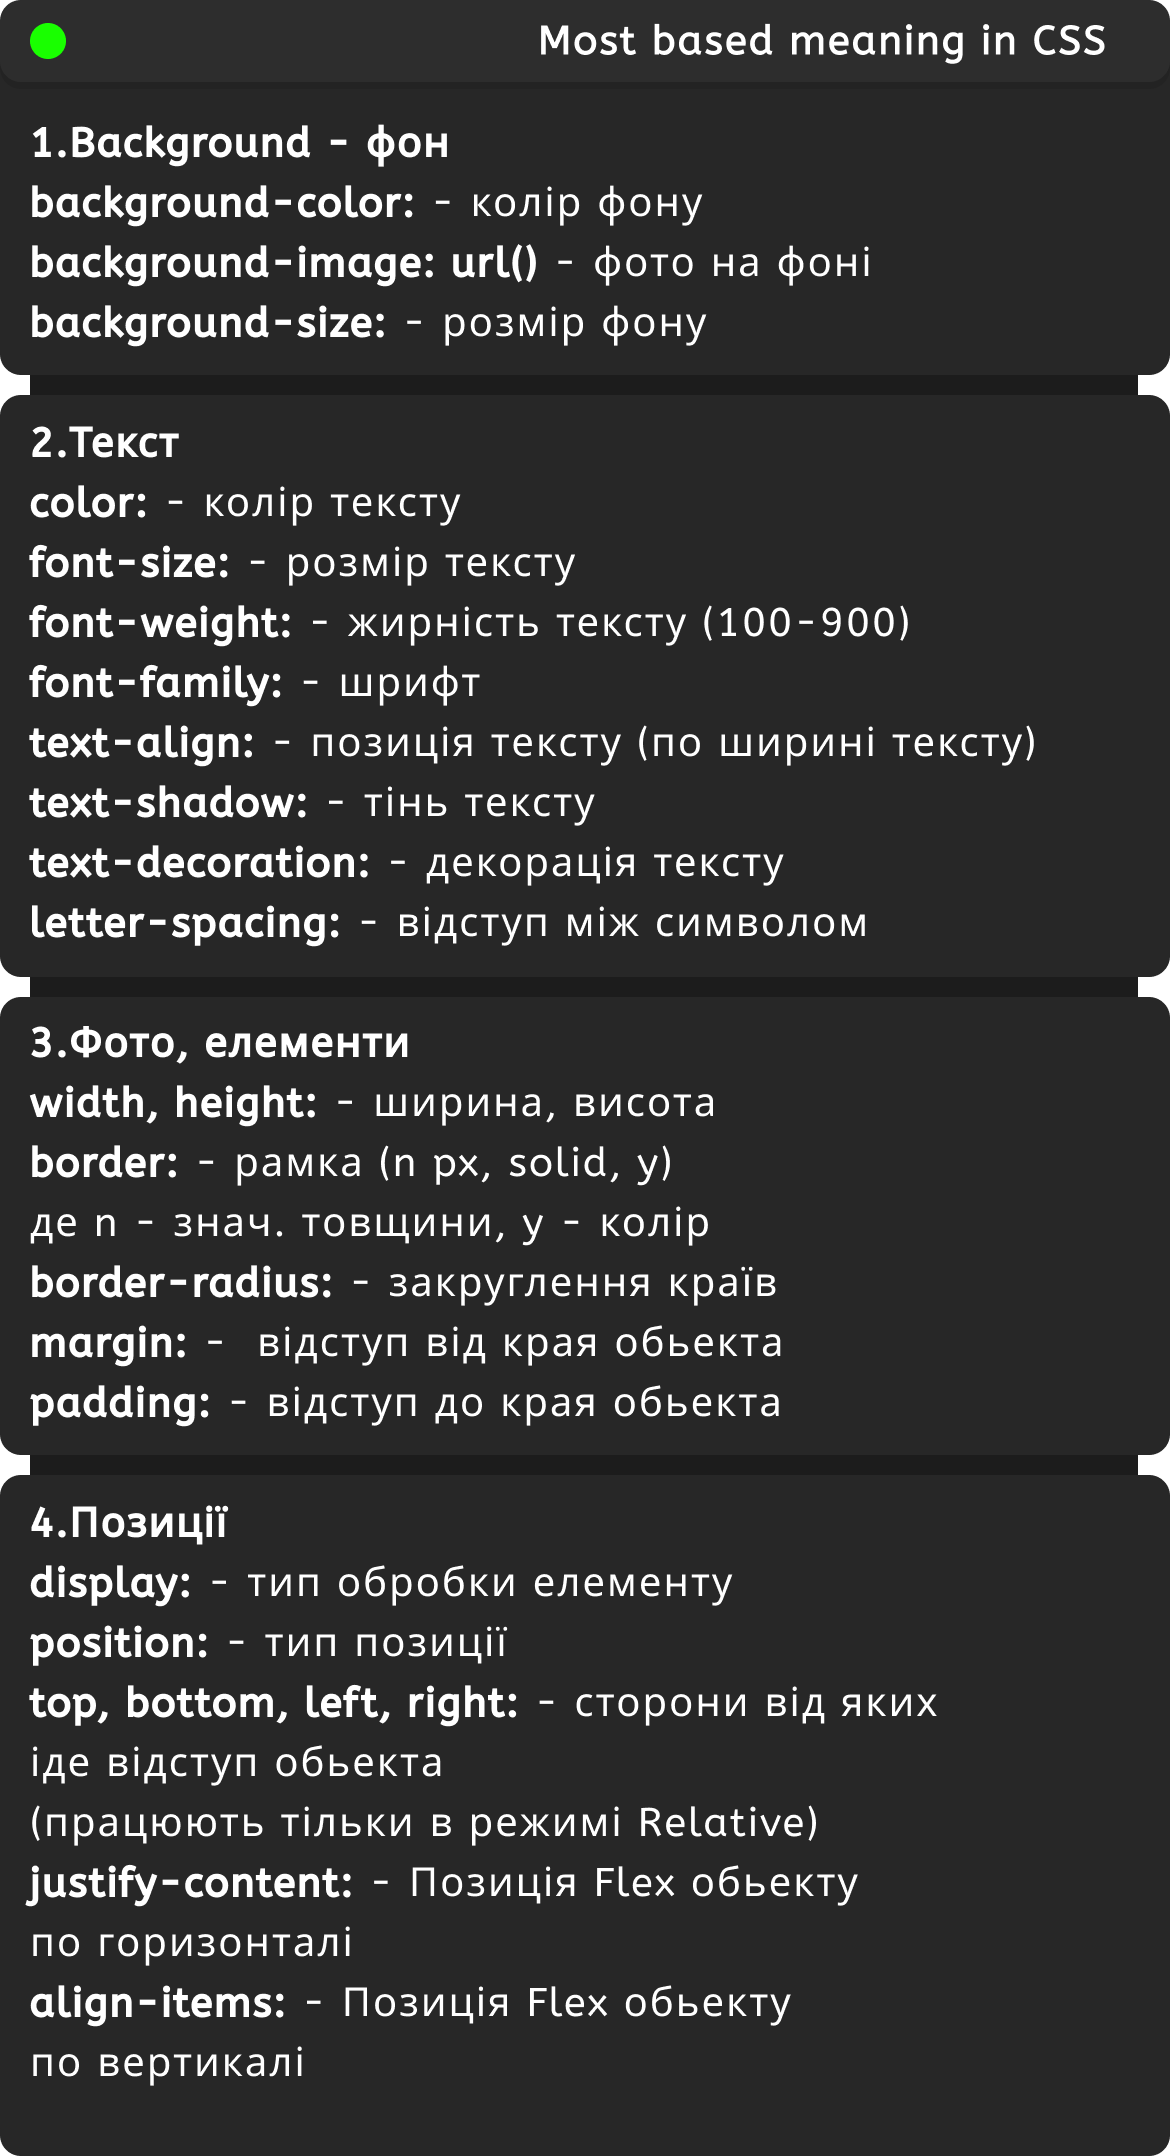 Most based meaning in CSS
1.Background - фон
background-color: - колір фону
background-image: url() - фото на фоні
background-size: - розмір фону
2.Текст
color: - колір тексту
font-size: - розмір тексту
font-weight: - жирність тексту (100-900)
font-family: - шрифт
text-align: - позиція тексту (по ширині тексту)
text-shadow: - тінь тексту
text-decoration: - декорація тексту
letter-spacing: - відступ між символом
3.Фото, елементи
width, height: - ширина, висота
border: - рамка (n px, solid, y)
де n - знач. товщини, y - колір
border-radius: - закруглення країв
margin: -  відступ від края обьекта
padding: - відступ до края обьекта
4.Позиції
display: - тип обробки елементу
position: - тип позиції
top, bottom, left, right: - сторони від яких
іде відступ обьекта
(працюють тільки в режимі Relative)
justify-content: - Позиція Flex обьекту
по горизонталі
align-items: - Позиція Flex обьекту
по вертикалі